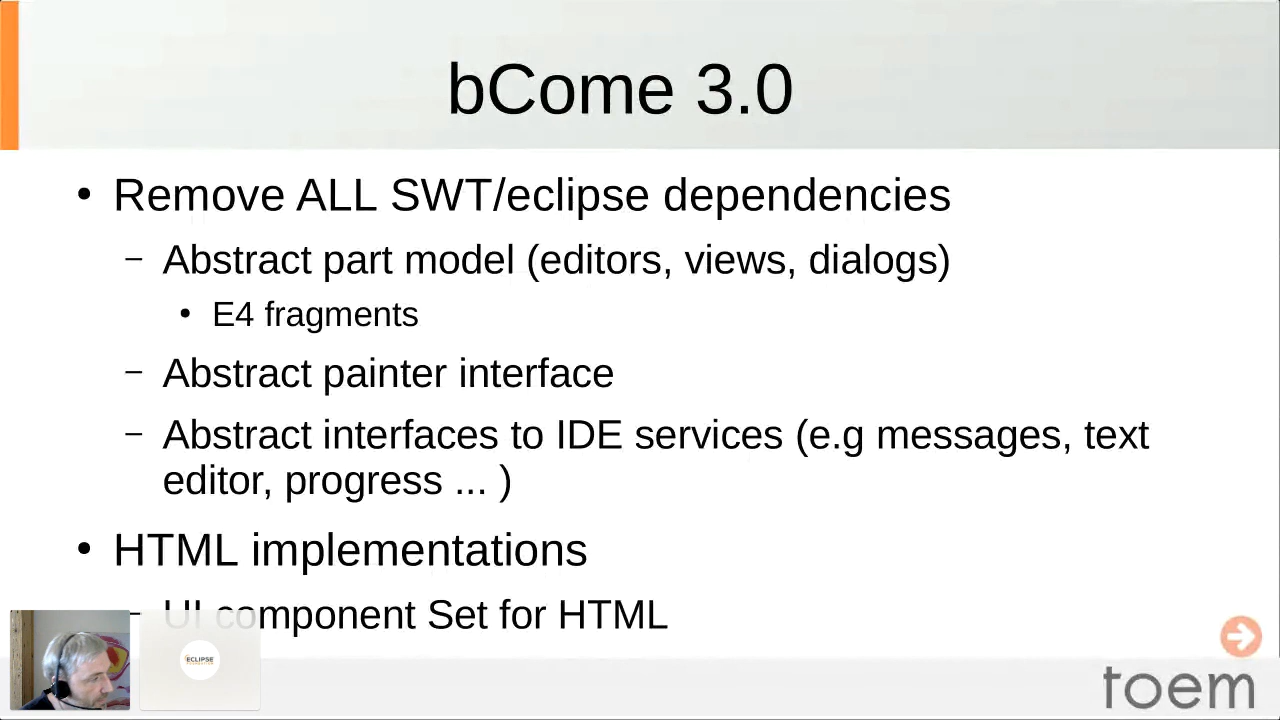 bCome 3.0
• Remove ALL SWT/eclipse dependencies
– Abstract part model (editors, views, dialogs)
• E4 fragments
– Abstract painter interface
– Abstract interfaces to IDE services (e.g messages, text
editor, progress ... )
• HTML implementations
– UI component Set for HTML
ECLIPSE
FOUNDATION
toem